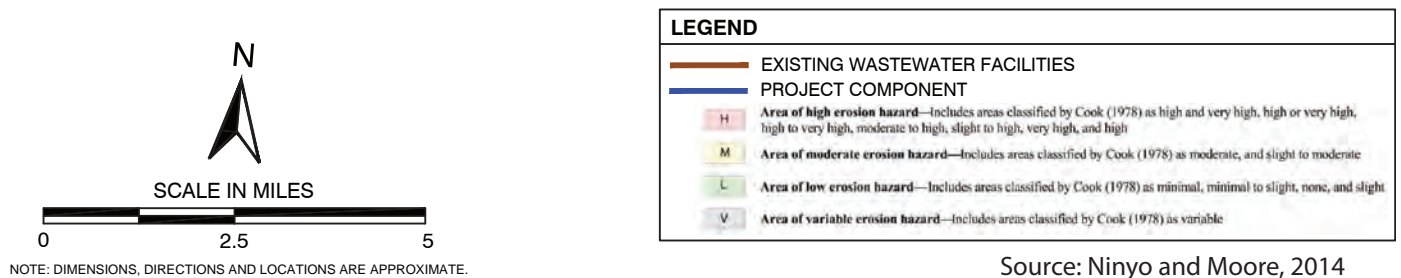 N
SCALE IN MILES
0 2.5 5
NOTE: DIMENSIONS, DIRECTIONS AND LOCATIONS ARE APPROXIMATE.
LEGEND
EXISTING WASTEWATER FACILITIES
PROJECT COMPONENT
H Area of high erosion hazard—Includes areas classified by Cook (1978) as high and very high, high or very high,
high to very high, moderate to high, slight to high, very high, and high
M Area of moderate erosion hazard—Includes areas classified by Cook (1978) as moderate, and slight to moderate
L Area of low erosion hazard—Includes areas classified by Cook (1978) as minimal, minimal to slight, none, and slight
V Area of variable erosion hazard—Includes areas classified by Cook (1978) as variable
Source: Ninyo and Moore, 2014